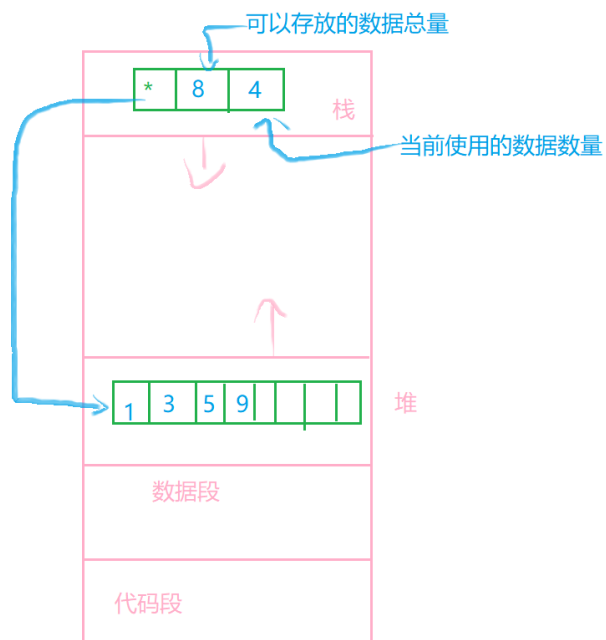 可以存放的数据总量
* 8 4
栈
当前使用的数据数量
1 3 5 9
堆
数据段
代码段